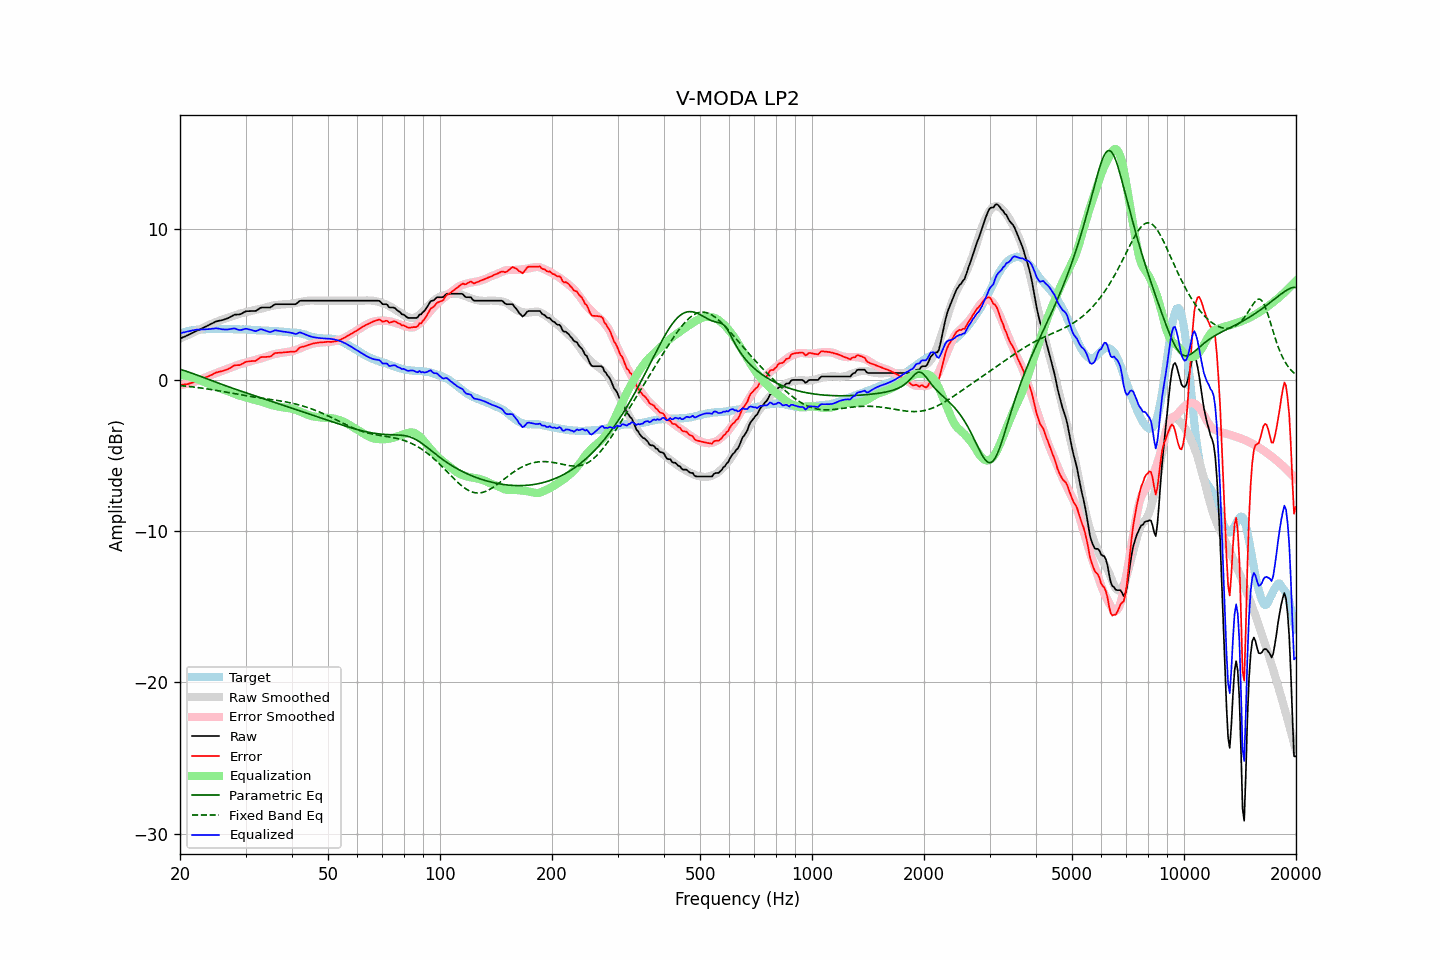 V-MODA LP2
Amplitude (dBr)
10
0
−10
−20
−30
Target
Raw Smoothed
Error Smoothed
Raw
Error
Equalization
Parametric Eq
Fixed Band Eq
Equalized
20
50
100
200
500
1000
2000
5000
10000
20000
Frequency (Hz)